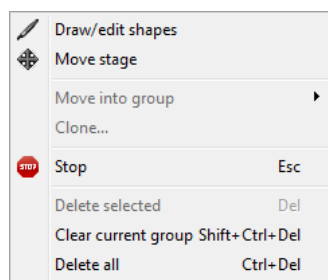 Draw/edit shapes
Move stage
Move into group
Clone...
STOP
Stop Esc
Delete selected Del
Clear current group Shift+Ctrl+Del
Delete all Ctrl+Del